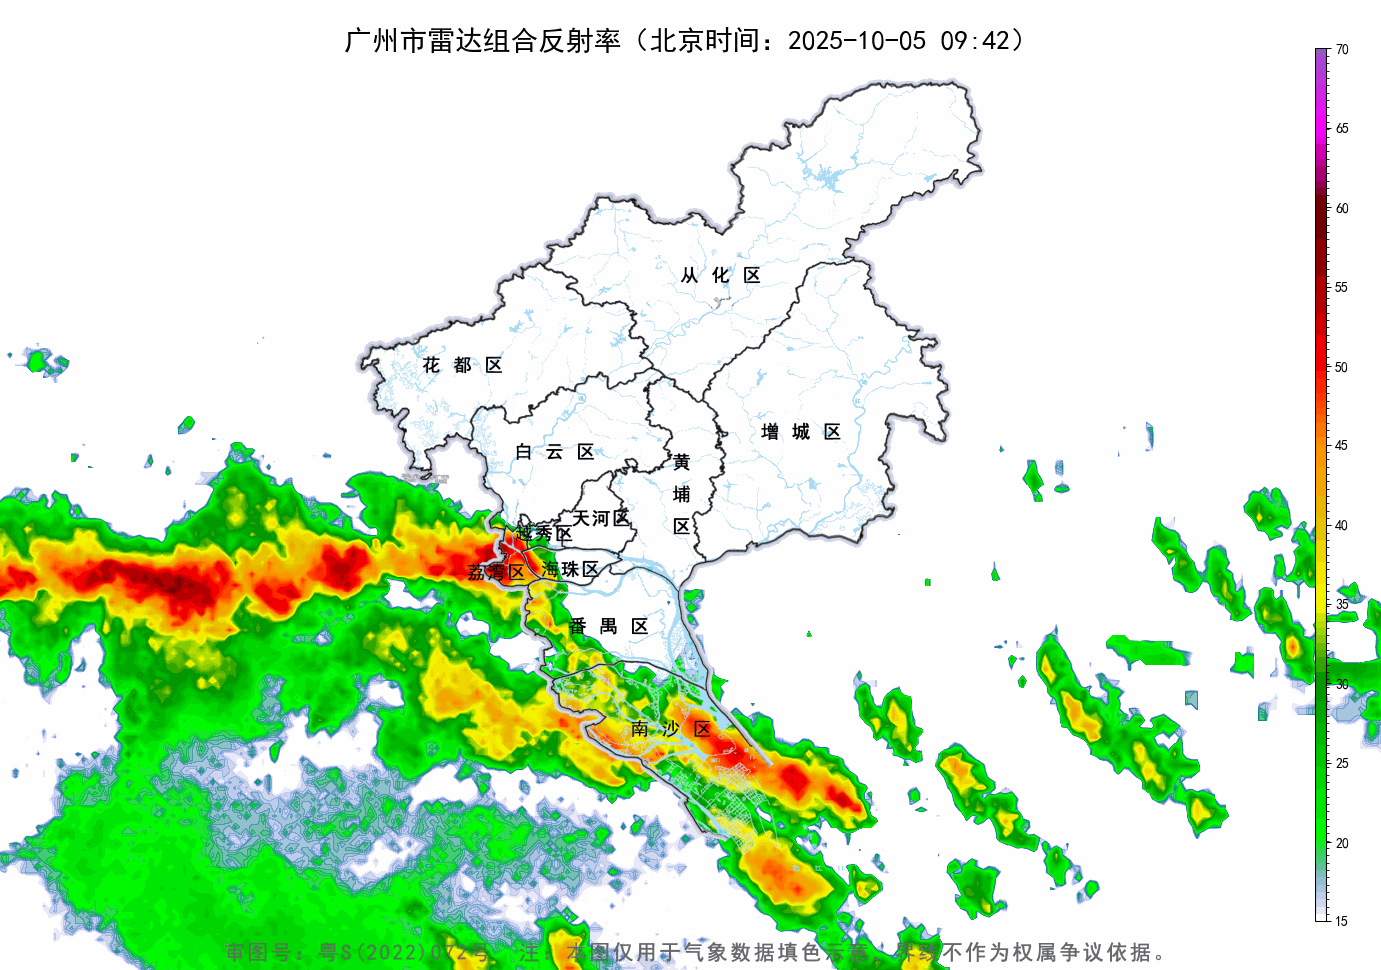 广州市雷达组合反射率（北京时间：2025-10-05 09:42）
70
65
60
55
50
45
40
35
30
25
20
15
从化区
花都区
增城区
白云区
黄埔区
天河区
越秀区
荔湾区
海珠区
番禺区
南沙区
审图号：粤S(2022)072号 注：本图仅用于气象数据填色示意，界线不作为权属争议依据。